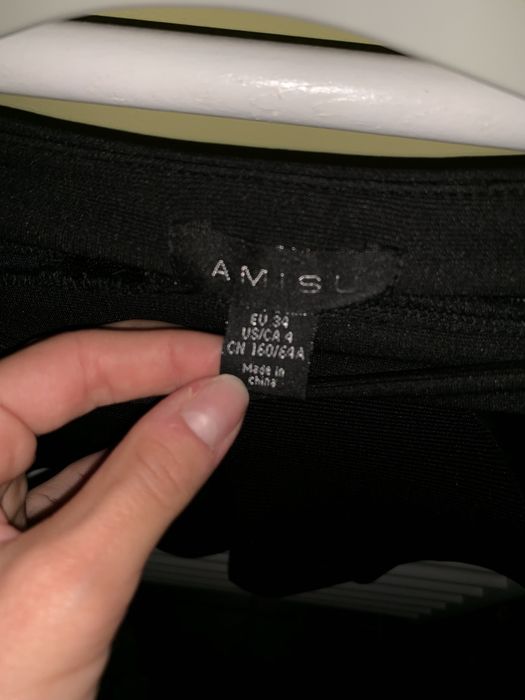 AMISU
EU 34
US/CA 4
CN 160/64A
Made in
china